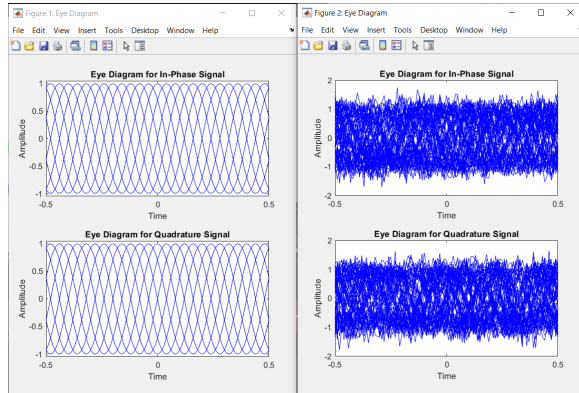 Figure 1: Eye Diagram
File Edit View Insert Tools Desktop Window Help
Eye Diagram for In-Phase Signal
1
0.5
0
-0.5
-1
Amplitude
-0.5 0 0.5
Time
Eye Diagram for Quadrature Signal
1
0.5
0
-0.5
-1
Amplitude
-0.5 0 0.5
Time
Figure 2: Eye Diagram
File Edit View Insert Tools Desktop Window Help
Eye Diagram for In-Phase Signal
2
1
0
-1
-2
Amplitude
-0.5 0 0.5
Time
Eye Diagram for Quadrature Signal
2
1
0
-1
-2
Amplitude
-0.5 0 0.5
Time